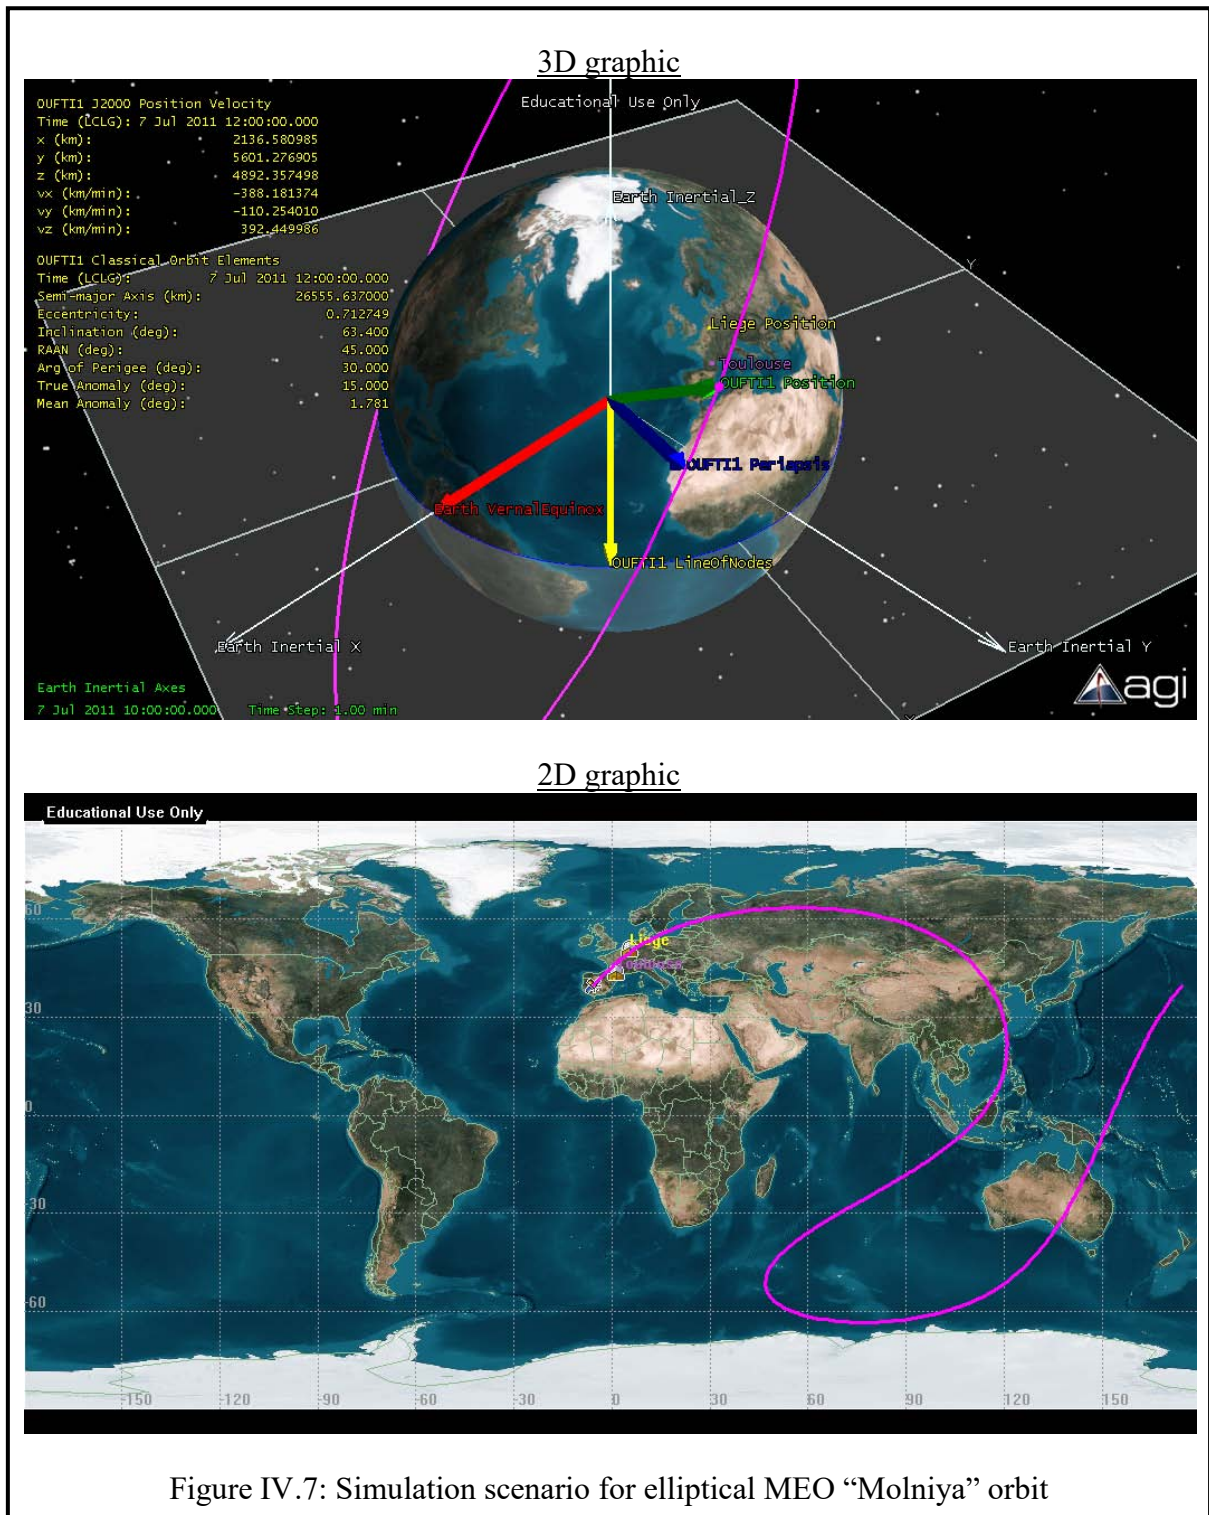 3D graphic
Educational Use Only
OUFTI1 J2000 Position Velocity
Time (LCLG): 7 Jul 2011 12:00:00.000
x (km): 2136.580985
y (km): 5601.276905
z (km): 4892.357498
vx (km/min): -388.181374
vy (km/min): -110.254010
vz (km/min): 392.449986
OUFTI1 Classical Orbit Elements
Time (LCLG): 7 Jul 2011 12:00:00.000
Semi-major Axis (km): 26555.637000
Eccentricity: 0.712749
Inclination (deg): 63.400
RAAN (deg): 45.000
Arg of Perigee (deg): 30.000
True Anomaly (deg): 15.000
Mean Anomaly (deg): 1.781
Earth Inertial_Z
Y
Liege Position
Toulouse
OUFTI1 Position
OUFTI1 Periapsis
Earth VernalEquinox
OUFTI1 LineOfNodes
Earth Inertial X
Earth Inertial Y
agi
Earth Inertial Axes
7 Jul 2011 10:00:00.000 Time Step: 1.00 min
2D graphic
Educational Use Only
60
Liege
30
0
-30
-60
-150 -120 -90 -60 -30 0 30 60 90 120 150
Figure IV.7: Simulation scenario for elliptical MEO “Molniya” orbit